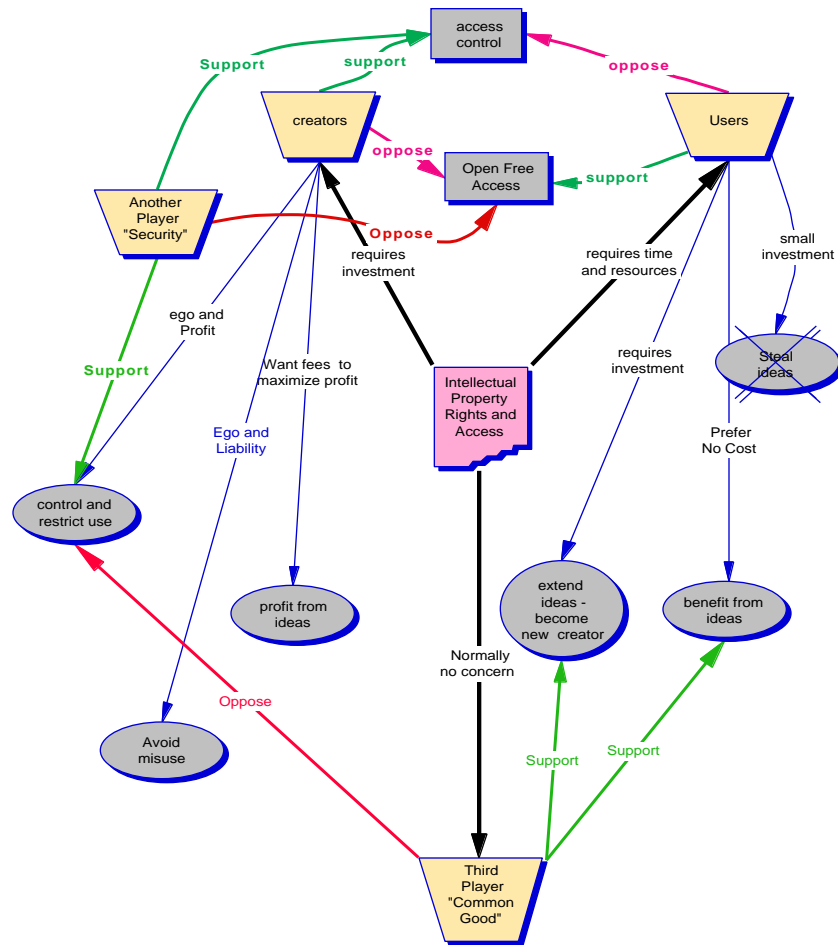 access
control
Support
support
oppose
creators
Users
oppose
Open Free
Access
support
Another
Player
"Security"
Oppose
requires
investment
requires time
and resources
small
investment
ego and
Profit
Support
Want fees  to
maximize profit
requires
investment
Steal
ideas
Intellectual
Property
Rights and
Access
Ego and
Liability
Prefer
No Cost
control and
restrict use
profit from
ideas
extend
ideas -
become
new  creator
benefit from
ideas
Normally
no concern
Oppose
Avoid
misuse
Support
Support
Third
Player
"Common
Good"